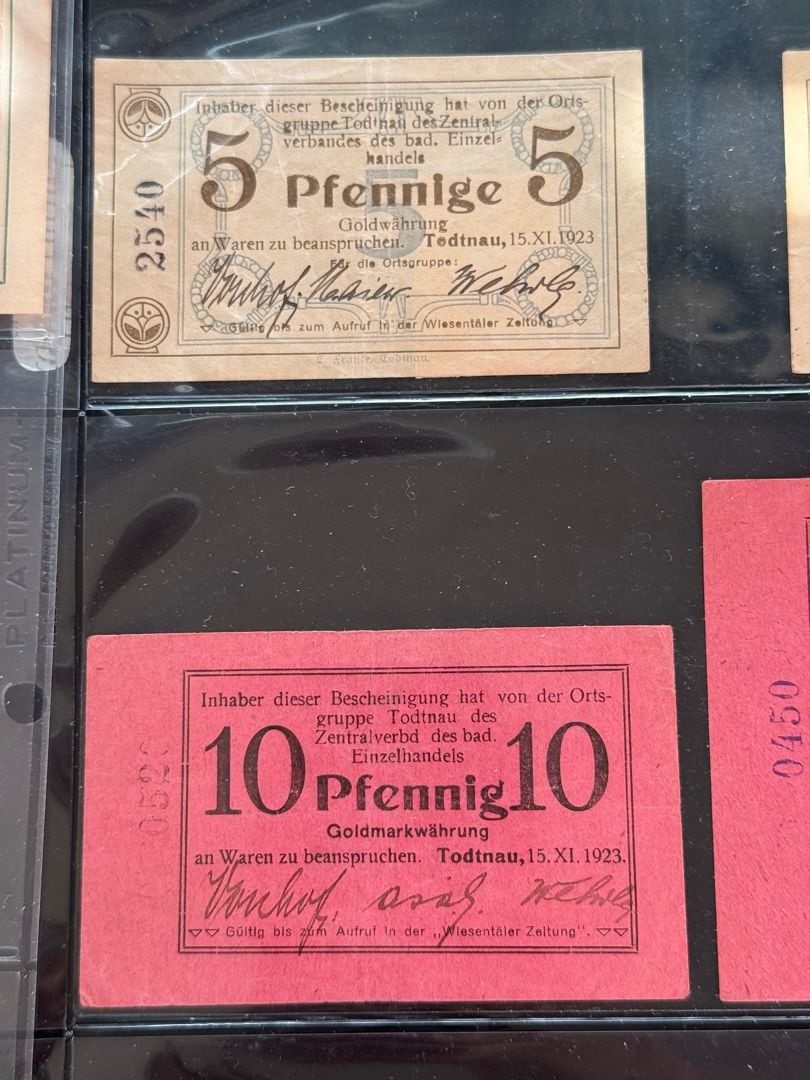 Inhaber dieser Bescheinigung hat von der Orts-
gruppe Todtnau des Zentral-
verbandes des bad. Einzel-
handels
5 Pfennige 5
5
Goldwährung
an Waren zu beanspruchen. Todtnau, 15.XI.1923
Für die Ortsgruppe:
Vonhof.
Gültig bis zum Aufruf in der Wiesentäler Zeitung
Todtnau.
2540
PLATINUM
Inhaber dieser Bescheinigung hat von der Orts-
gruppe Todtnau des
Zentralverbd des bad.
Einzelhandels
10 Pfennig 10
Goldmarkwährung
an Waren zu beanspruchen. Todtnau, 15. XI. 1923.
Vonhof.
Gültig bis zum Aufruf in der „Wiesentäler Zeitung".
0450